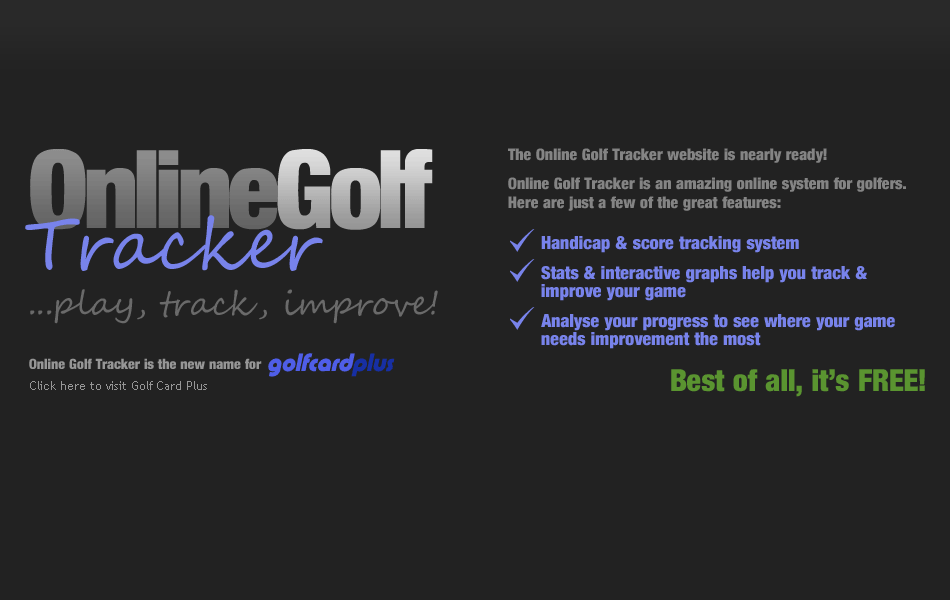 OnlineGolf
Tracker
...play, track, improve!
Online Golf Tracker is the new name for golfcardplus
Click here to visit Golf Card Plus
The Online Golf Tracker website is nearly ready!
Online Golf Tracker is an amazing online system for golfers.
Here are just a few of the great features:
Handicap & score tracking system
Stats & interactive graphs help you track &
improve your game
Analyse your progress to see where your game
needs improvement the most
Best of all, it's FREE!